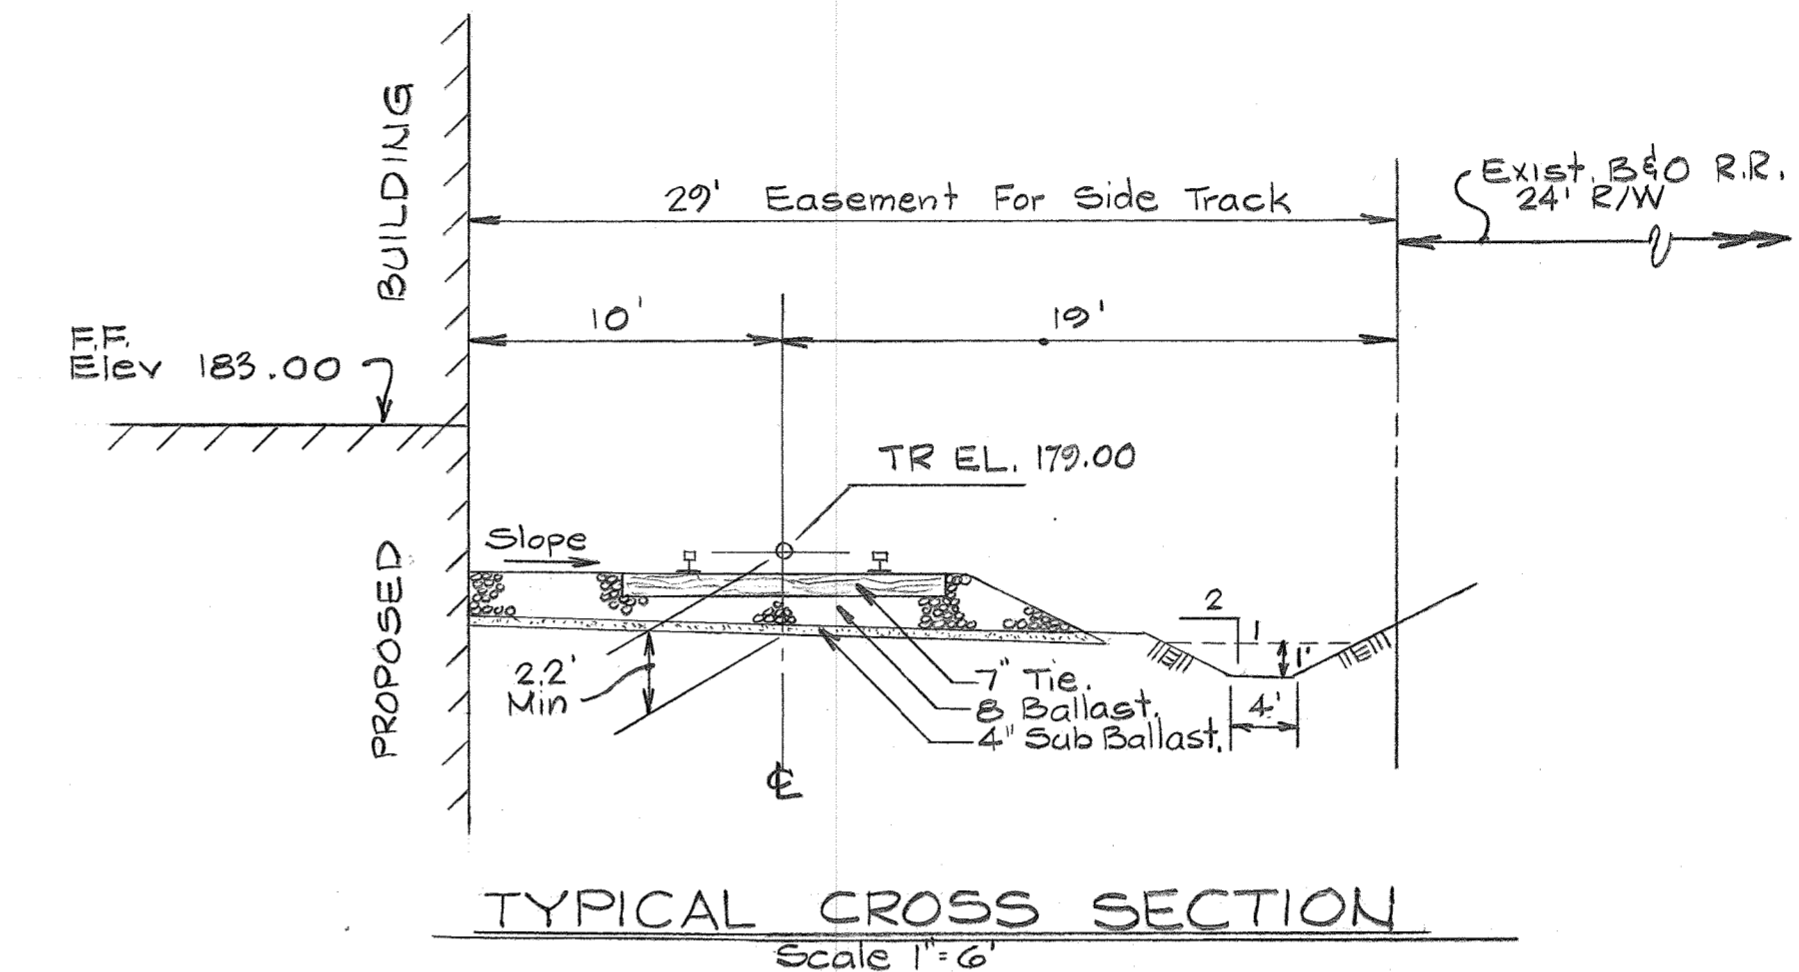 BUILDING
29' Easement For Side Track
Exist. B&O R.R.
24' R/W
10'
19'
F.F.
Elev 183.00
TR EL. 179.00
Slope
PROPOSED
2
1
1'
2.2'
Min
7" Tie.
8 Ballast.
4" Sub Ballast.
4'
℄
TYPICAL CROSS SECTION
Scale 1"=6'